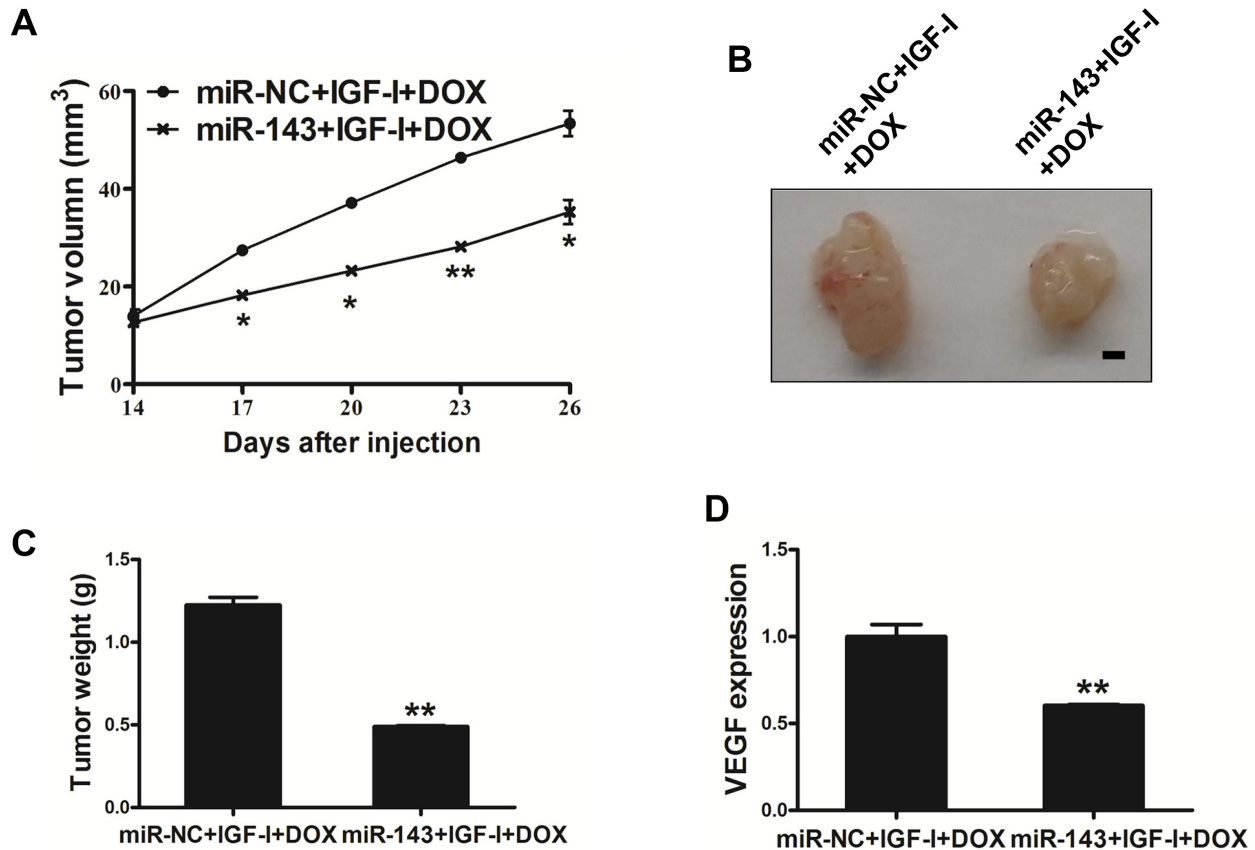 A
Tumor volumn (mm³)
60
40
20
0
miR-NC+IGF-I+DOX
miR-143+IGF-I+DOX
*
*
**
*
14 17 20 23 26
Days after injection
B
miR-NC+IGF-I
+DOX
miR-143+IGF-I
+DOX
C
Tumor weight (g)
1.5
1.0
0.5
0.0
**
miR-NC+IGF-I+DOX miR-143+IGF-I+DOX
D
VEGF expression
1.5
1.0
0.5
0.0
**
miR-NC+IGF-I+DOX miR-143+IGF-I+DOX